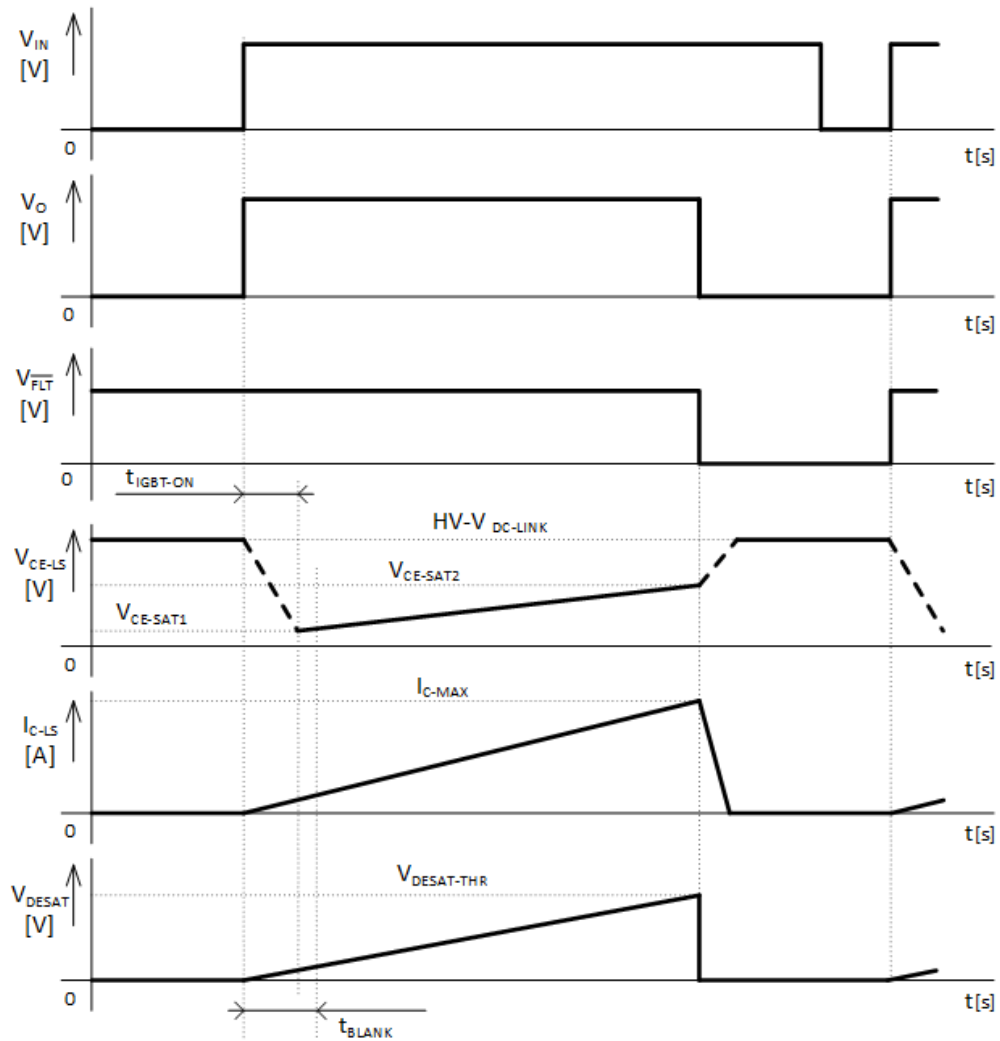 V_IN
[V]
0
t[s]
V_O
[V]
0
t[s]
V_F̅L̅T̅
[V]
0
t[s]
t_IGBT-ON
HV-V DC-LINK
V_CE-LS
[V]
V_CE-SAT2
V_CE-SAT1
0
t[s]
I_C-MAX
I_C-LS
[A]
0
t[s]
V_DESAT-THR
V_DESAT
[V]
0
t[s]
t_BLANK